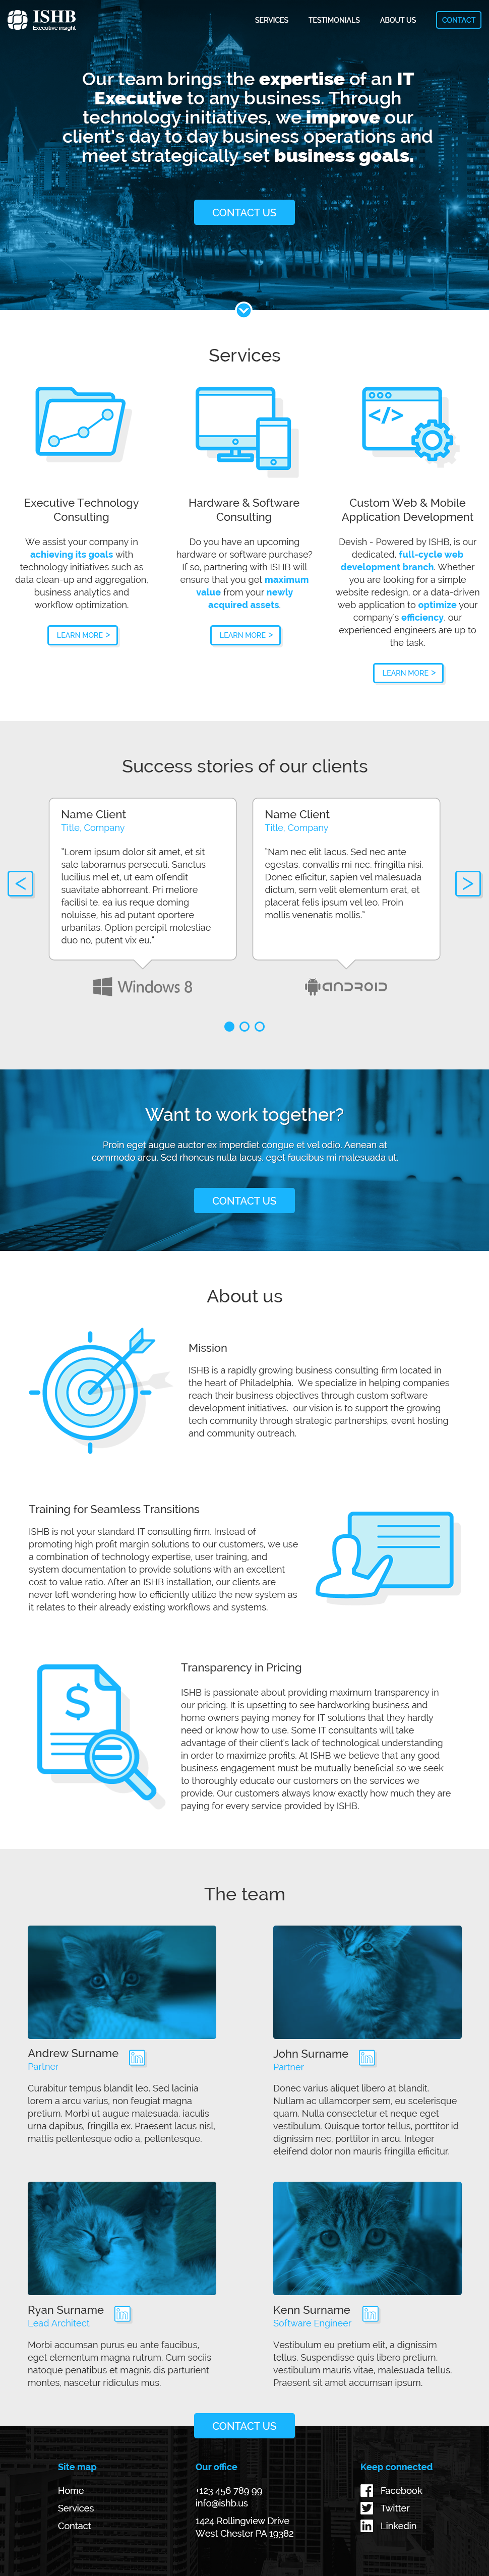 ISHB
Executive insight
SERVICES
TESTIMONIALS
ABOUT US
CONTACT
Our team brings the expertise of an IT
Executive to any business. Through
technology initiatives, we improve our
client's day to day business operations and
meet strategically set business goals.
CONTACT US
Services
Executive Technology
Consulting
We assist your company in
achieving its goals with
technology initiatives such as
data clean-up and aggregation,
business analytics and
workflow optimization.
LEARN MORE >
Hardware & Software
Consulting
Do you have an upcoming
hardware or software purchase?
If so, partnering with ISHB will
ensure that you get maximum
value from your newly
acquired assets.
LEARN MORE >
Custom Web & Mobile
Application Development
Devish - Powered by ISHB, is our
dedicated, full-cycle web
development branch. Whether
you are looking for a simple
website redesign, or a data-driven
web application to optimize your
company's efficiency, our
experienced engineers are up to
the task.
LEARN MORE >
Success stories of our clients
<
Name Client
Title, Company
"Lorem ipsum dolor sit amet, et sit
sale laboramus persecuti. Sanctus
lucilius mel et, ut eam offendit
suavitate abhorreant. Pri meliore
facilisi te, ea ius reque doming
noluisse, his ad putant oportere
urbanitas. Option percipit molestiae
duo no, putent vix eu."
Windows 8
Name Client
Title, Company
"Nam nec elit lacus. Sed nec ante
egestas, convallis mi nec, fringilla nisi.
Donec efficitur, sapien vel malesuada
dictum, sem velit elementum erat, et
placerat felis ipsum vel leo. Proin
mollis venenatis mollis."
android
>
Want to work together?
Proin eget augue auctor ex imperdiet congue et vel odio. Aenean at
commodo arcu. Sed rhoncus nulla lacus, eget faucibus mi malesuada ut.
CONTACT US
About us
Mission
ISHB is a rapidly growing business consulting firm located in
the heart of Philadelphia. We specialize in helping companies
reach their business objectives through custom software
development initiatives. our vision is to support the growing
tech community through strategic partnerships, event hosting
and community outreach.
Training for Seamless Transitions
ISHB is not your standard IT consulting firm. Instead of
promoting high profit margin solutions to our customers, we use
a combination of technology expertise, user training, and
system documentation to provide solutions with an excellent
cost to value ratio. After an ISHB installation, our clients are
never left wondering how to efficiently utilize the new system as
it relates to their already existing workflows and systems.
$
Transparency in Pricing
ISHB is passionate about providing maximum transparency in
our pricing. It is upsetting to see hardworking business and
home owners paying money for IT solutions that they hardly
need or know how to use. Some IT consultants will take
advantage of their client's lack of technological understanding
in order to maximize profits. At ISHB we believe that any good
business engagement must be mutually beneficial so we seek
to thoroughly educate our customers on the services we
provide. Our customers always know exactly how much they are
paying for every service provided by ISHB.
The team
Andrew Surname
in
Partner
Curabitur tempus blandit leo. Sed lacinia
lorem a arcu varius, non feugiat magna
pretium. Morbi ut augue malesuada, iaculis
urna dapibus, fringilla ex. Praesent lacus nisl,
mattis pellentesque odio a, pellentesque.
John Surname
in
Partner
Donec varius aliquet libero at blandit.
Nullam ac ullamcorper sem, eu scelerisque
quam. Nulla consectetur et neque eget
vestibulum. Quisque tortor tellus, porttitor id
dignissim nec, porttitor in arcu. Integer
eleifend dolor non mauris fringilla efficitur.
Ryan Surname
in
Lead Architect
Morbi accumsan purus eu ante faucibus,
eget elementum magna rutrum. Cum sociis
natoque penatibus et magnis dis parturient
montes, nascetur ridiculus mus.
Kenn Surname
in
Software Engineer
Vestibulum eu pretium elit, a dignissim
tellus. Suspendisse quis libero pretium,
vestibulum mauris vitae, malesuada tellus.
Praesent sit amet accumsan ipsum.
CONTACT US
Site map
Home
Services
Contact
Our office
+123 456 789 99
info@ishb.us
1424 Rollingview Drive
West Chester PA 19382
Keep connected
Facebook
Twitter
Linkedin